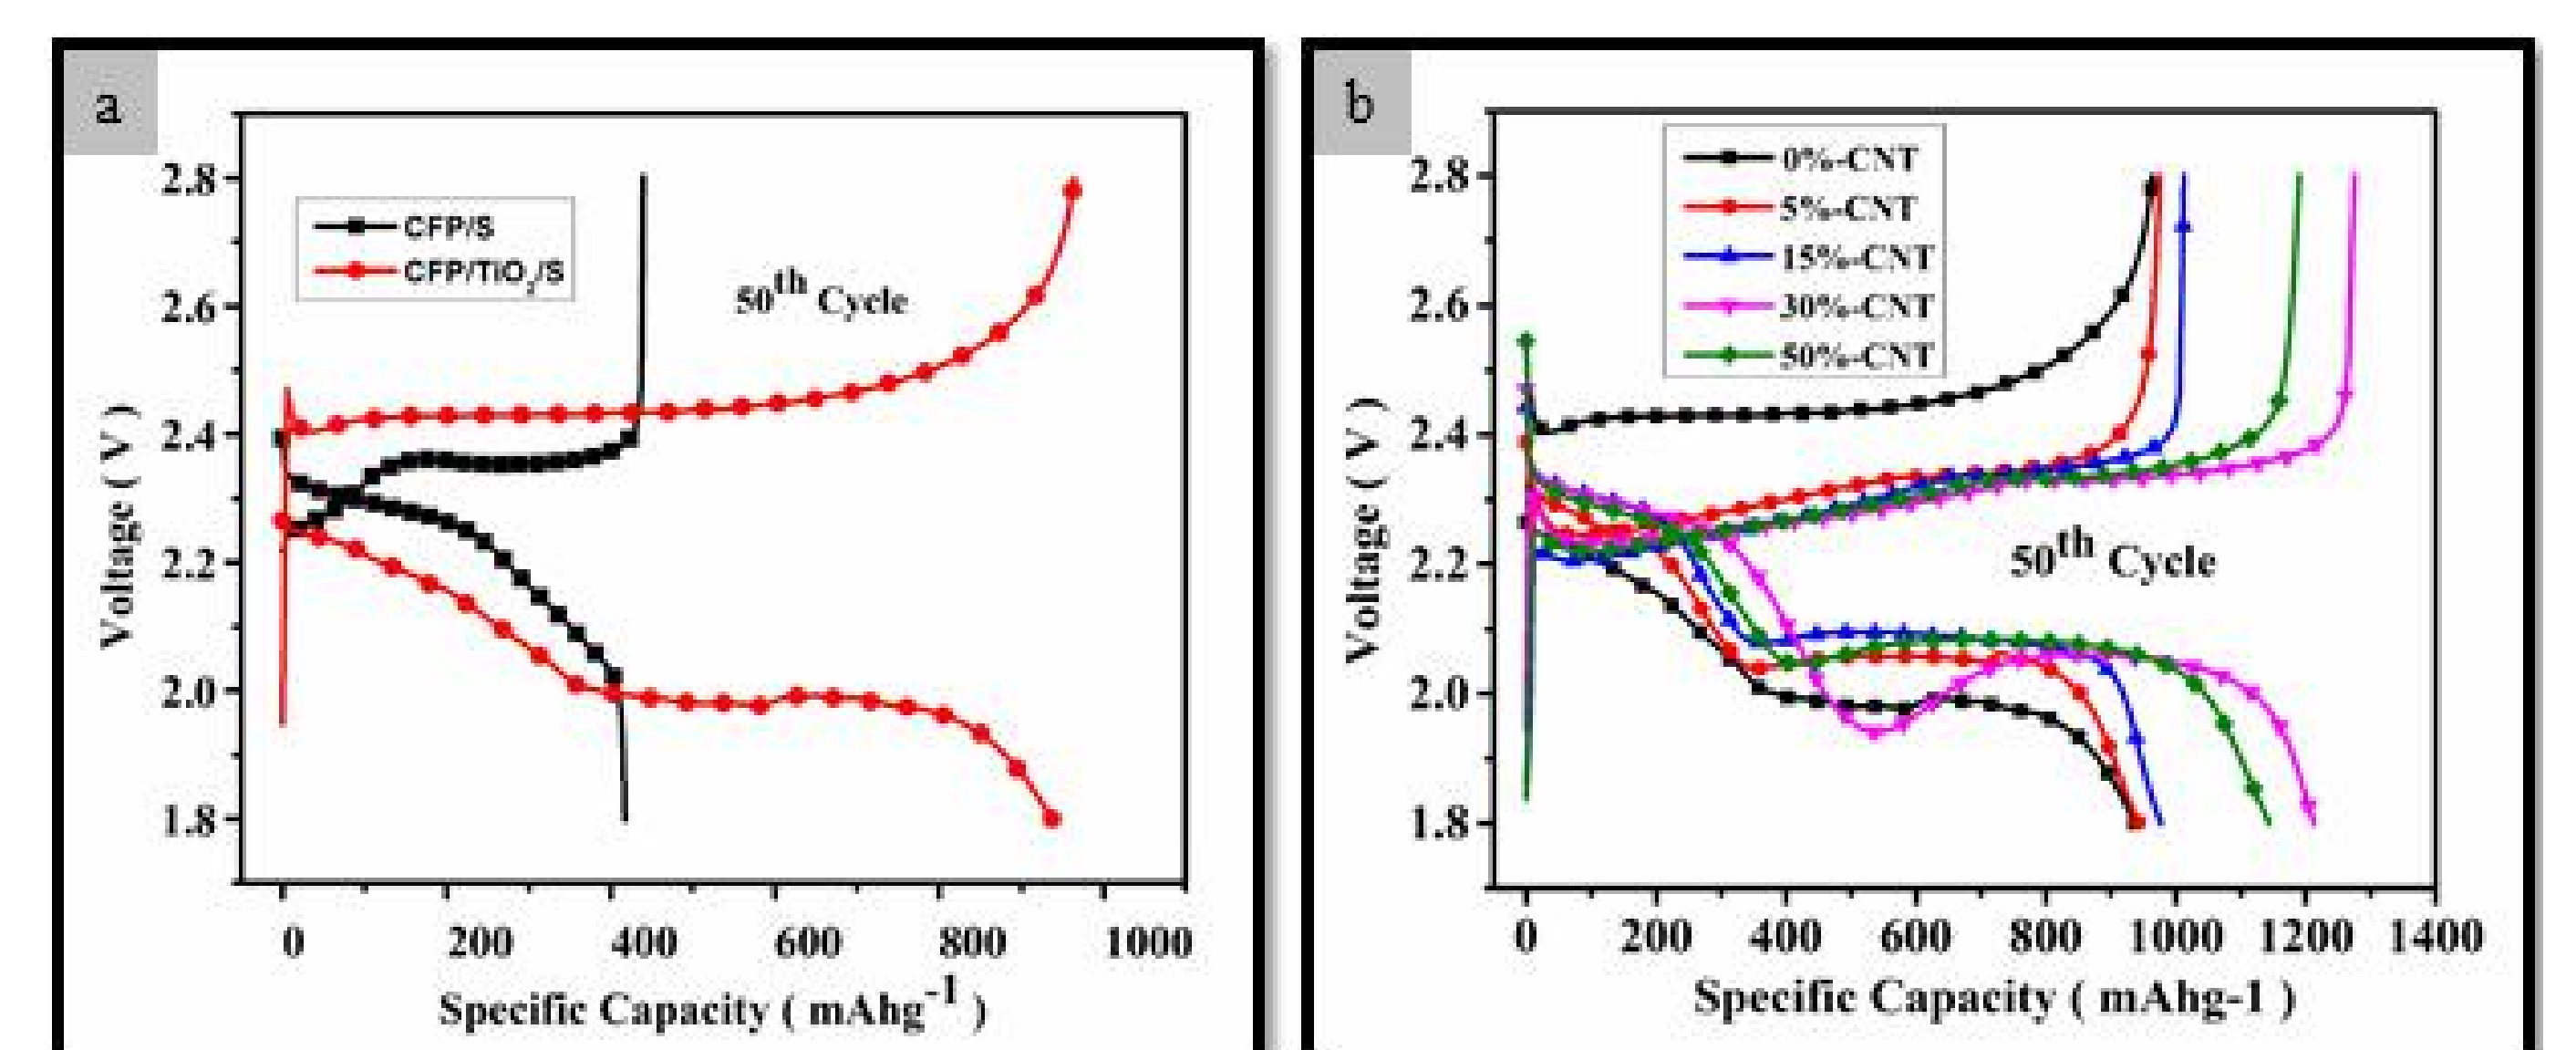 a
2.8
2.6
2.4
2.2
2.0
1.8
Voltage ( V )
CFP/S
CFP/TiO2/S
50th Cycle
0 200 400 600 800 1000
Specific Capacity ( mAhg-1 )
b
2.8
2.6
2.4
2.2
2.0
1.8
Voltage ( V )
0%-CNT
5%-CNT
15%-CNT
30%-CNT
50%-CNT
50th Cycle
0 200 400 600 800 1000 1200 1400
Specific Capacity ( mAhg-1 )